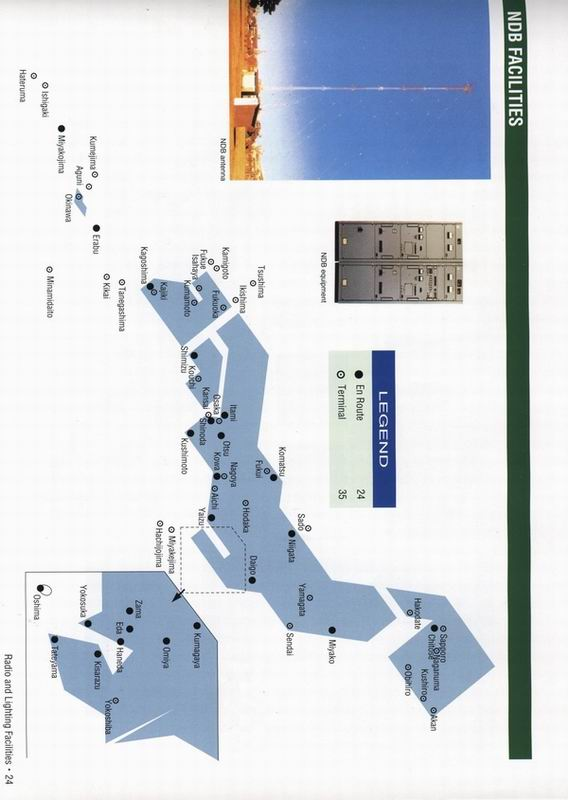 NDB FACILITIES
NDB antenna
NDB equipment
LEGEND
En Route 24
Terminal 35
Akan
Kushiro
Obihiro
Naganuma
Sapporo
Chitose
Hakodate
Miyako
Sendai
Yamagata
Sado
Niigata
Daigo
Komatsu
Fukui
Hodaka
Yaizu
Aichi
Nagoya
Kowa
Otsu
Itami
Osaka
Shinoda
Kansai
Kushimoto
Kouchi
Shimizu
Miyakejima
Hachijojima
Tsushima
Ikishima
Kamigoto
Fukue
Fukuoka
Isahaya
Kumamoto
Kajiki
Kagoshima
Tanegashima
Kikai
Erabu
Minamidaito
Okinawa
Aguni
Kumejima
Miyakojima
Ishigaki
Hateruma
Kumagaya
Omiya
Zama
Eda
Haneda
Yokosuka
Kisarazu
Yokoshiba
Tateyama
Oshima
Radio and Lighting Facilities • 24